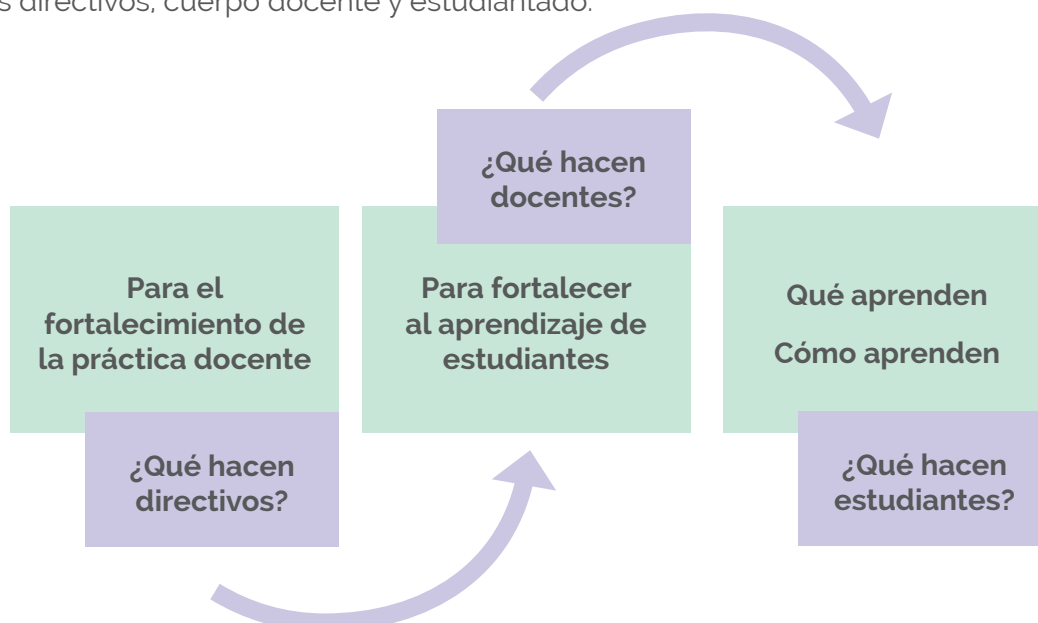 s directivos, cuerpo docente y estudiantado.
¿Qué hacen
docentes?
Para el
fortalecimiento de
la práctica docente
Para fortalecer
al aprendizaje de
estudiantes
Qué aprenden
Cómo aprenden
¿Qué hacen
directivos?
¿Qué hacen
estudiantes?